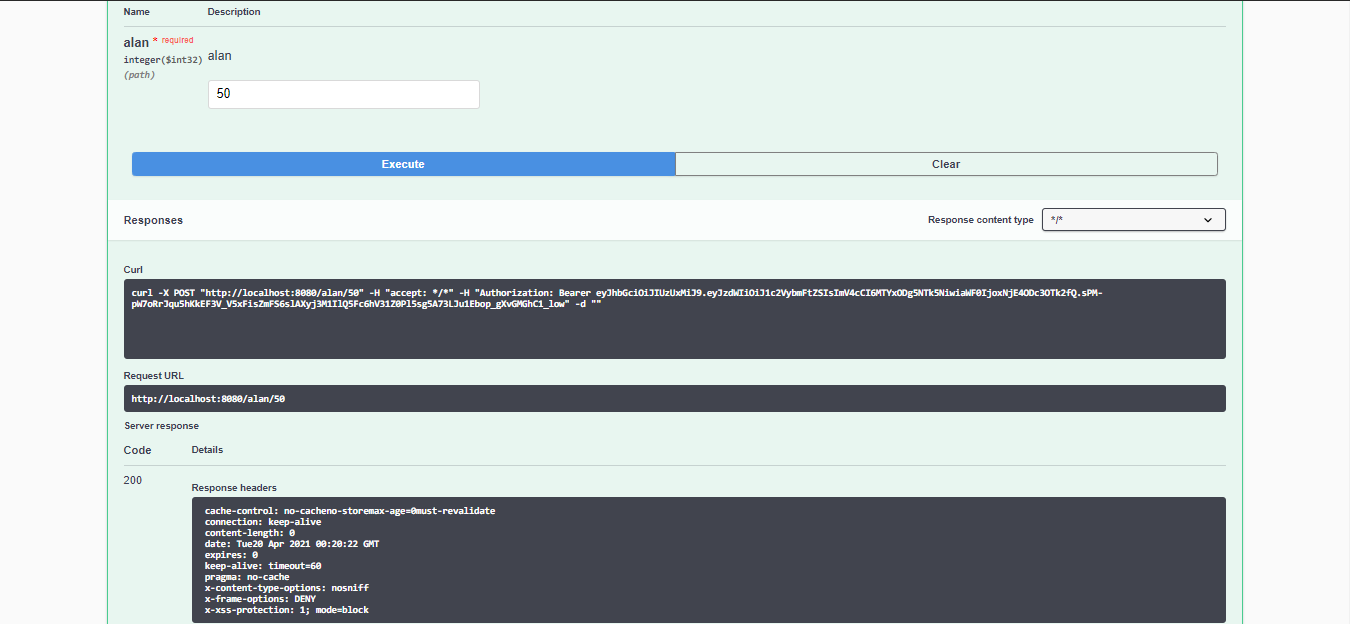 Name Description
alan * required
alan
integer($int32)
(path)
50
Execute Clear
Responses Response content type */*
Curl
curl -X POST "http://localhost:8080/alan/50" -H "accept: */*" -H "Authorization: Bearer eyJhbGciOiJIUzUxMiJ9.eyJzdWIiOiJ1c2VybmFtZSIsImV4cCI6MTYxODg5NTk5NiwiaWF0IjoxNjE4ODc3OTk2fQ.sPM-
pW7oRrJqu5hKkEF3V_V5xFisZmFS6slAXyj3M1IlQ5Fc6hV31Z0Pl5sg5A73LJu1Ebop_gXvGMGhC1_low" -d ""
Request URL
http://localhost:8080/alan/50
Server response
Code Details
200
Response headers
cache-control: no-cacheno-storemax-age=0must-revalidate
connection: keep-alive
content-length: 0
date: Tue20 Apr 2021 00:20:22 GMT
expires: 0
keep-alive: timeout=60
pragma: no-cache
x-content-type-options: nosniff
x-frame-options: DENY
x-xss-protection: 1; mode=block